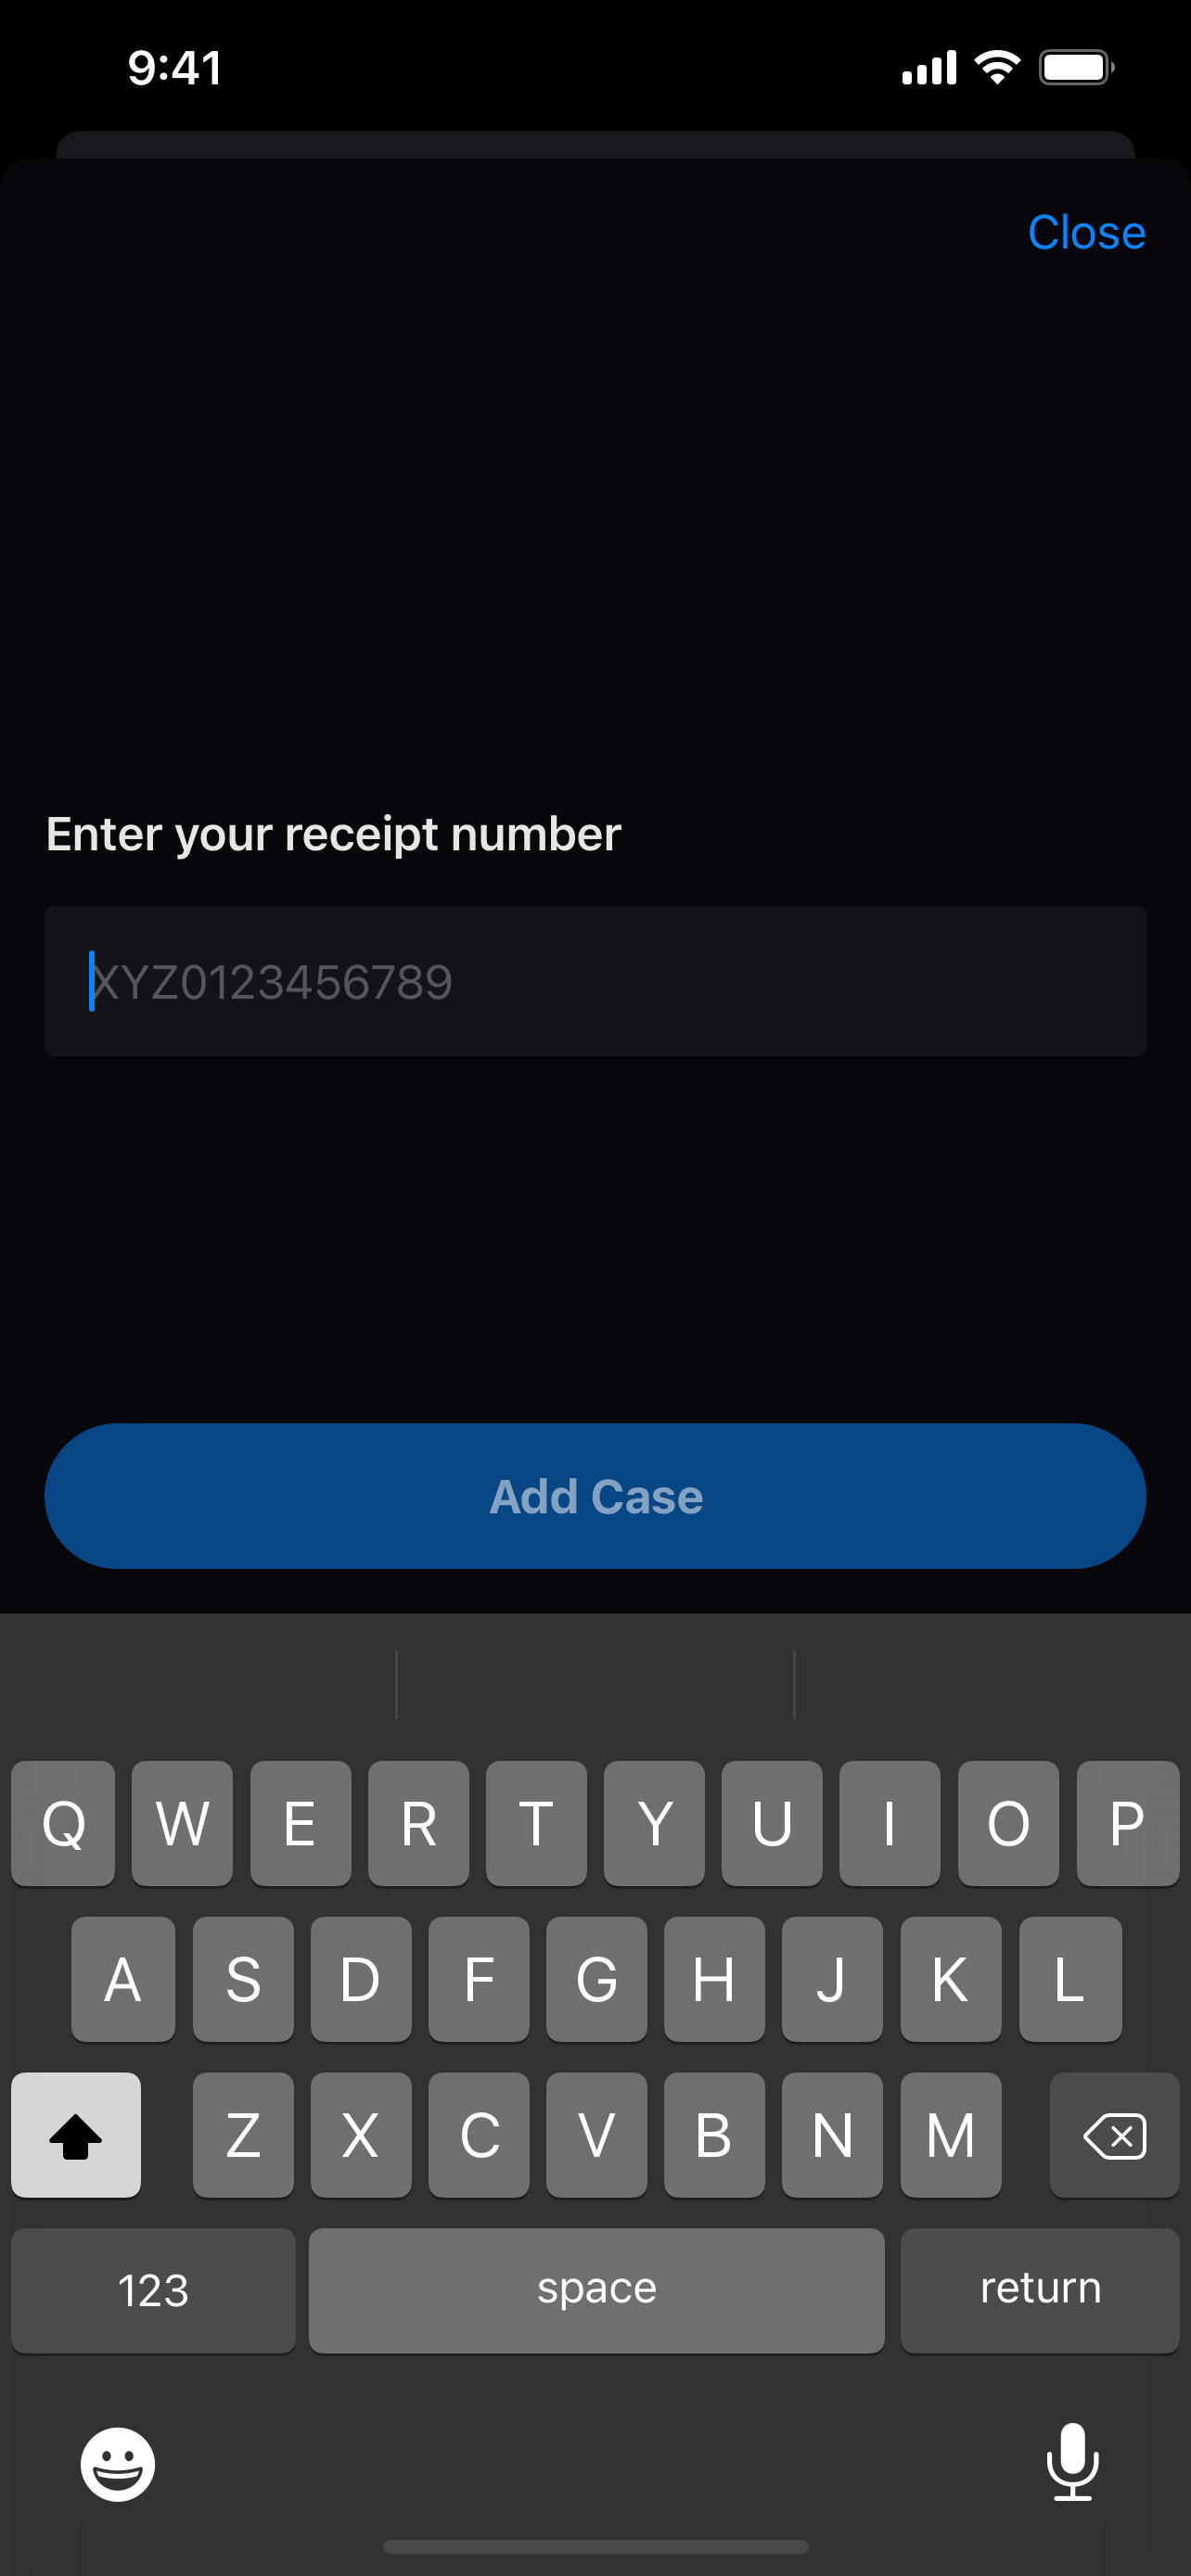 9:41
Close
Enter your receipt number
XYZ0123456789
Add Case
Q W E R T Y U I O P
A S D F G H J K L
Z X C V B N M
123 space return